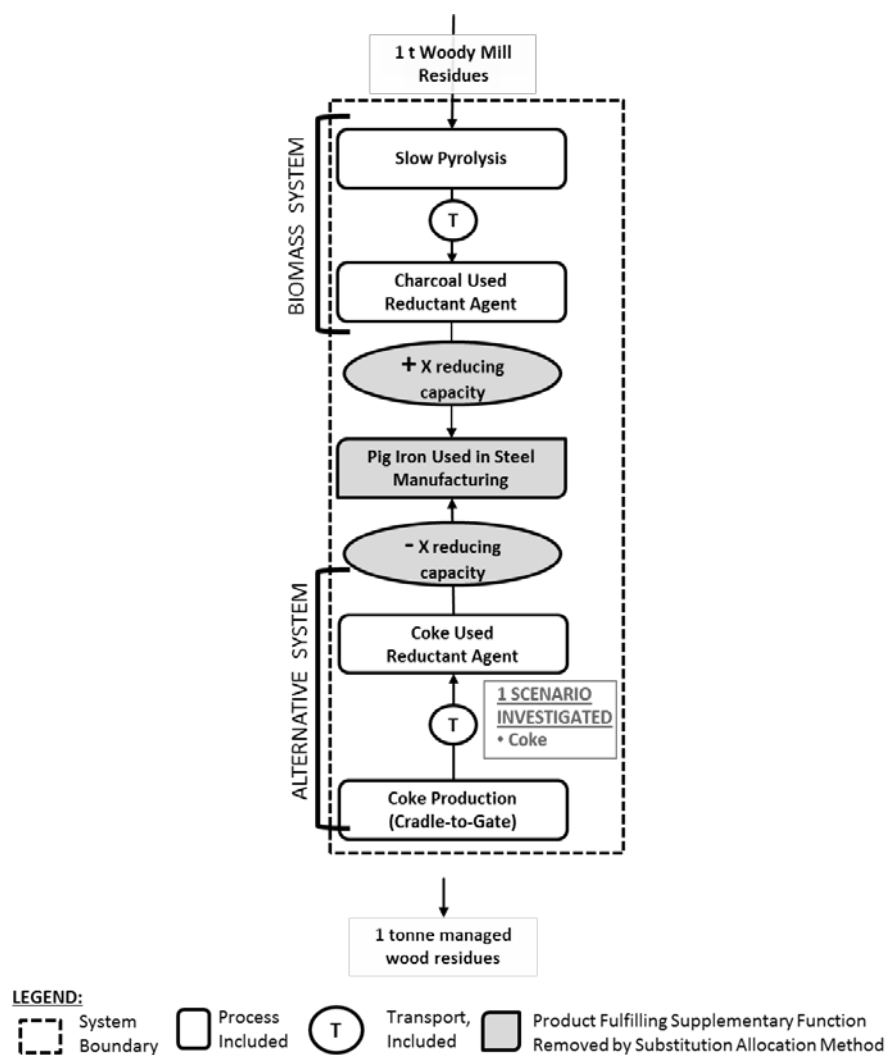 1 t Woody Mill
Residues
BIOMASS SYSTEM
Slow Pyrolysis
T
Charcoal Used
Reductant Agent
+ X reducing
capacity
Pig Iron Used in Steel
Manufacturing
- X reducing
capacity
ALTERNATIVE SYSTEM
Coke Used
Reductant Agent
T
1 SCENARIO
INVESTIGATED
• Coke
Coke Production
(Cradle-to-Gate)
1 tonne managed
wood residues
LEGEND:
System
Boundary
Process
Included
T
Transport,
Included
Product Fulfilling Supplementary Function
Removed by Substitution Allocation Method